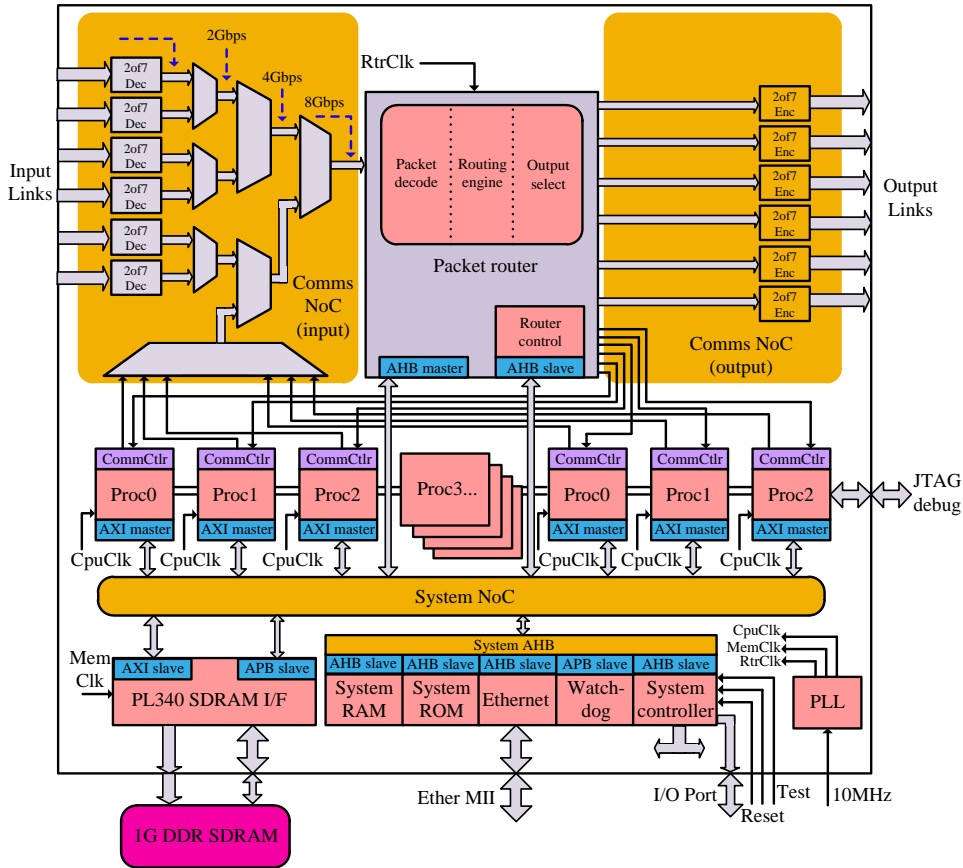 2Gbps
4Gbps
8Gbps
RtrClk
2of7
Dec
2of7
Dec
2of7
Dec
2of7
Dec
2of7
Dec
2of7
Dec
Input
Links
Comms
NoC
(input)
Packet
decode
Routing
engine
Output
select
Packet router
Router
control
AHB master
AHB slave
2of7
Enc
2of7
Enc
2of7
Enc
2of7
Enc
2of7
Enc
2of7
Enc
Output
Links
Comms NoC
(output)
CommCtlr
Proc0
AXI master
CpuClk
CommCtlr
Proc1
AXI master
CpuClk
CommCtlr
Proc2
AXI master
CpuClk
Proc3...
CommCtlr
Proc0
AXI master
CpuClk
CommCtlr
Proc1
AXI master
CpuClk
CommCtlr
Proc2
AXI master
CpuClk
JTAG
debug
System NoC
Mem
Clk
AXI slave
APB slave
PL340 SDRAM I/F
System AHB
AHB slave
AHB slave
AHB slave
APB slave
AHB slave
System
RAM
System
ROM
Ethernet
Watch-
dog
System
controller
CpuClk
MemClk
RtrClk
PLL
1G DDR SDRAM
Ether MII
I/O Port
Test
Reset
10MHz